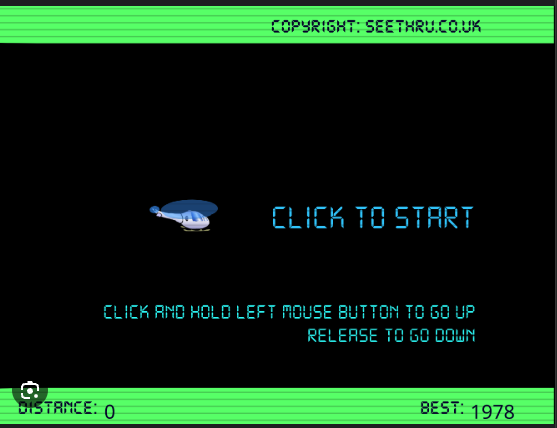 COPYRIGHT: SEETHRU.CO.UK
CLICK TO START
CLICK AND HOLD LEFT MOUSE BUTTON TO GO UP
RELEASE TO GO DOWN
DISTANCE: 0 BEST: 1978